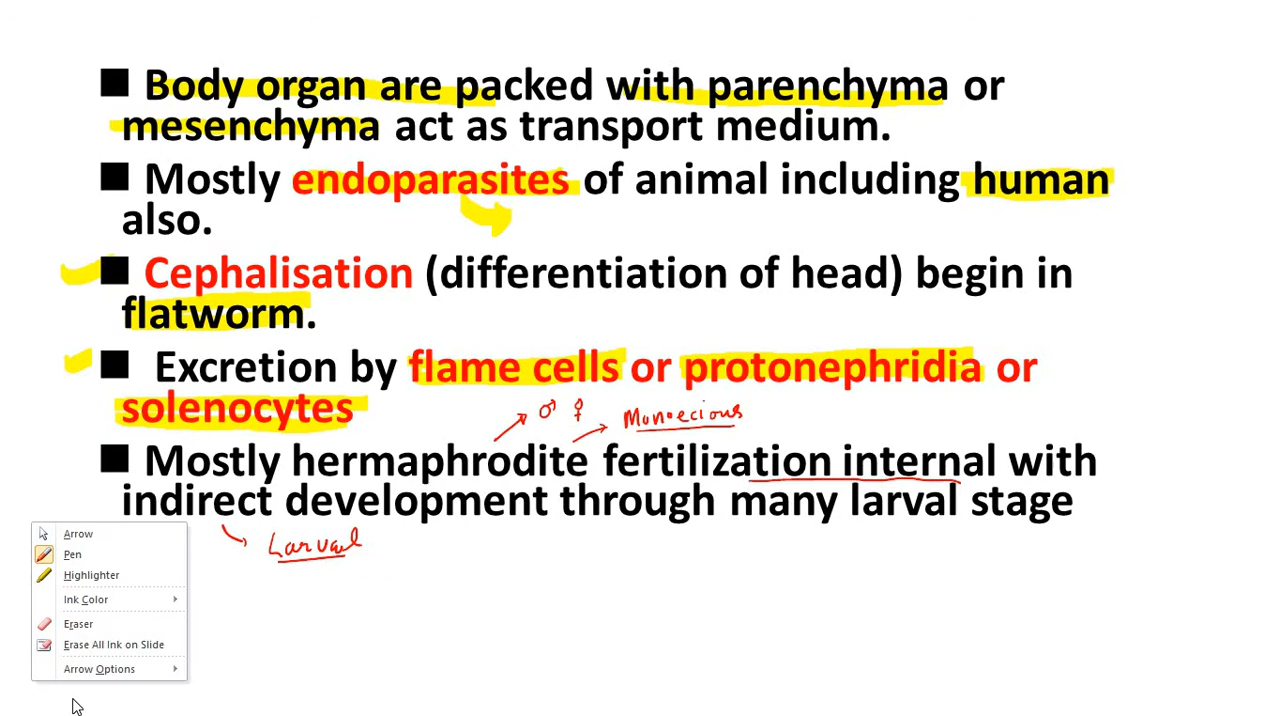 ■ Body organ are packed with parenchyma or
mesenchyma act as transport medium.
■ Mostly endoparasites of animal including human
also.
■ Cephalisation (differentiation of head) begin in
flatworm.
■ Excretion by flame cells or protonephridia or
solenocytes
♂ ♀ Monoecious
■ Mostly hermaphrodite fertilization internal with
indirect development through many larval stage
Larval
Arrow
Pen
Highlighter
Ink Color
Eraser
Erase All Ink on Slide
Arrow Options